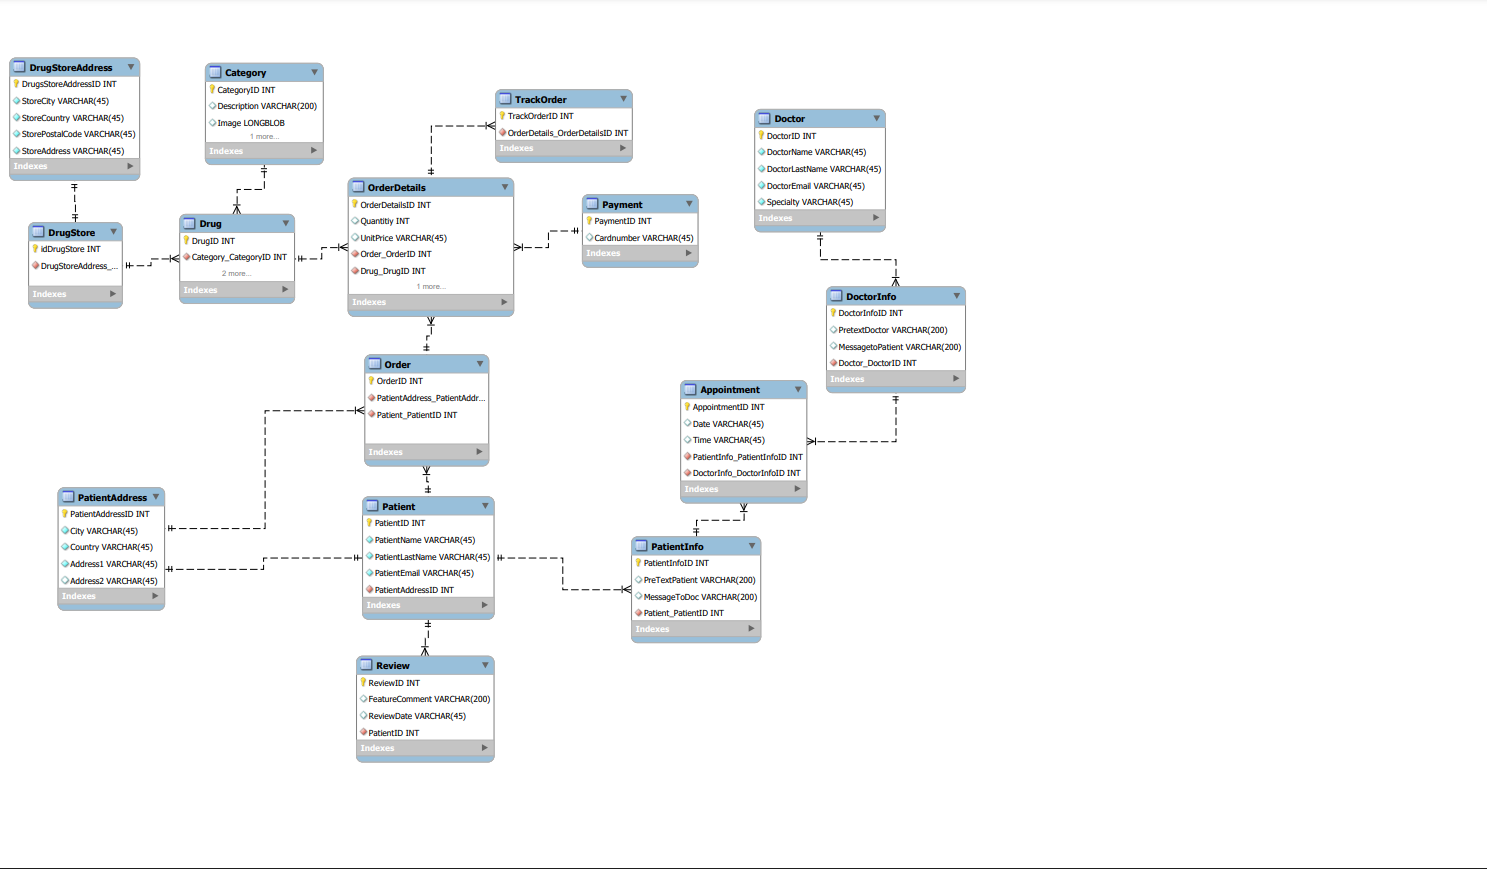 DrugStoreAddress
DrugsStoreAddressID INT
StoreCity VARCHAR(45)
StoreCountry VARCHAR(45)
StorePostalCode VARCHAR(45)
StoreAddress VARCHAR(45)
Indexes
Category
CategoryID INT
Description VARCHAR(200)
Image LONGBLOB
1 more...
Indexes
TrackOrder
TrackOrderID INT
OrderDetails_OrderDetailsID INT
Indexes
Doctor
DoctorID INT
DoctorName VARCHAR(45)
DoctorLastName VARCHAR(45)
DoctorEmail VARCHAR(45)
Specialty VARCHAR(45)
Indexes
DrugStore
idDrugStore INT
DrugStoreAddress_...
Indexes
Drug
DrugID INT
Category_CategoryID INT
2 more...
Indexes
OrderDetails
OrderDetailsID INT
Quantitiy INT
UnitPrice VARCHAR(45)
Order_OrderID INT
Drug_DrugID INT
1 more...
Indexes
Payment
PaymentID INT
Cardnumber VARCHAR(45)
Indexes
DoctorInfo
DoctorInfoID INT
PretextDoctor VARCHAR(200)
MessagetoPatient VARCHAR(200)
Doctor_DoctorID INT
Indexes
Order
OrderID INT
PatientAddress_PatientAddr...
Patient_PatientID INT
Indexes
Appointment
AppointmentID INT
Date VARCHAR(45)
Time VARCHAR(45)
PatientInfo_PatientInfoID INT
DoctorInfo_DoctorInfoID INT
Indexes
PatientAddress
PatientAddressID INT
City VARCHAR(45)
Country VARCHAR(45)
Address1 VARCHAR(45)
Address2 VARCHAR(45)
Indexes
Patient
PatientID INT
PatientName VARCHAR(45)
PatientLastName VARCHAR(45)
PatientEmail VARCHAR(45)
PatientAddressID INT
Indexes
PatientInfo
PatientInfoID INT
PreTextPatient VARCHAR(200)
MessageToDoc VARCHAR(200)
Patient_PatientID INT
Indexes
Review
ReviewID INT
FeatureComment VARCHAR(200)
ReviewDate VARCHAR(45)
PatientID INT
Indexes